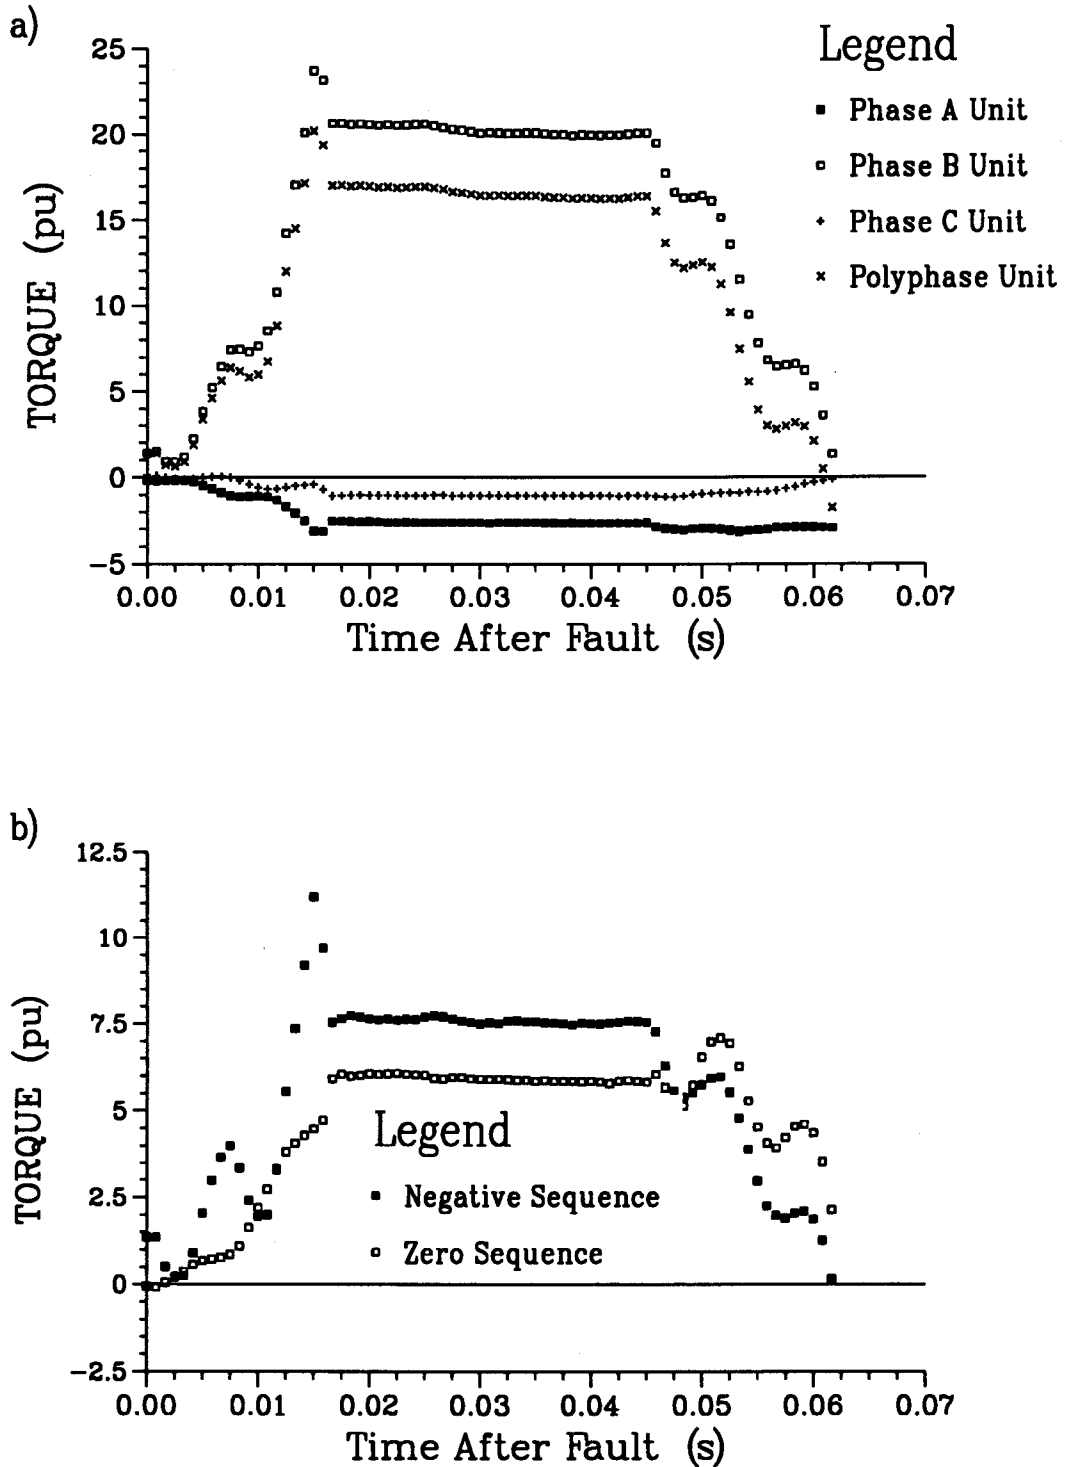 a)
Legend
Phase A Unit
Phase B Unit
Phase C Unit
Polyphase Unit
TORQUE (pu)
25
20
15
10
5
0
−5
0.00 0.01 0.02 0.03 0.04 0.05 0.06 0.07
Time After Fault (s)
b)
TORQUE (pu)
12.5
10
7.5
5
2.5
0
−2.5
Legend
Negative Sequence
Zero Sequence
0.00 0.01 0.02 0.03 0.04 0.05 0.06 0.07
Time After Fault (s)